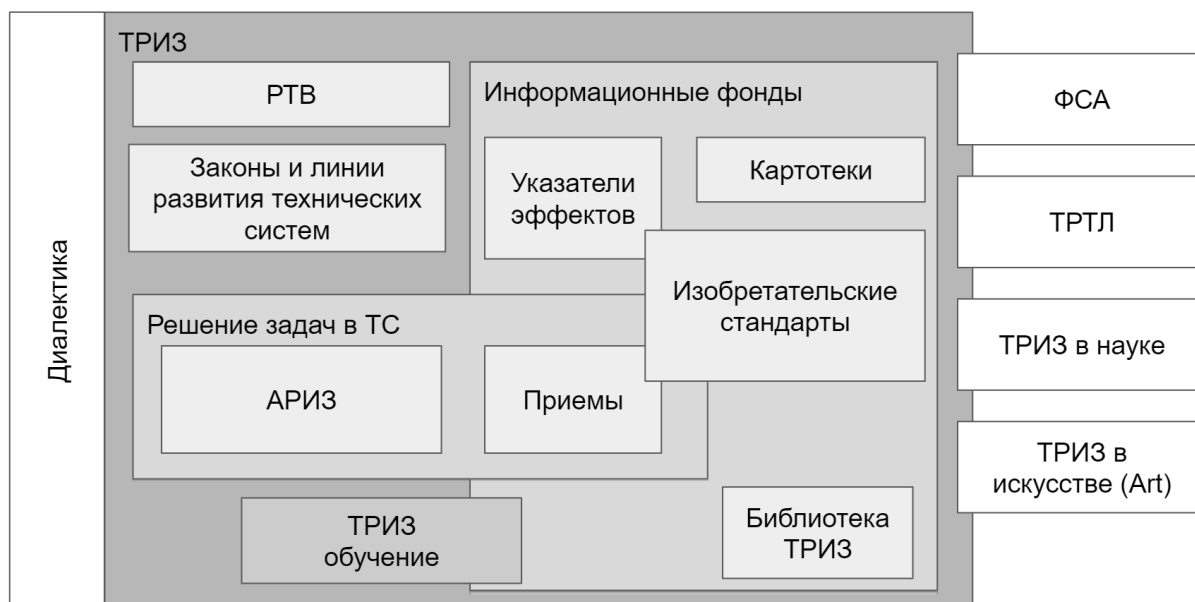 Диалектика
ТРИЗ
РТВ
Законы и линии
развития технических
систем
Информационные фонды
Указатели
эффектов
Картотеки
Изобретательские
стандарты
Решение задач в ТС
АРИЗ
Приемы
ТРИЗ
обучение
Библиотека
ТРИЗ
ФСА
ТРТЛ
ТРИЗ в науке
ТРИЗ в
искусстве (Art)